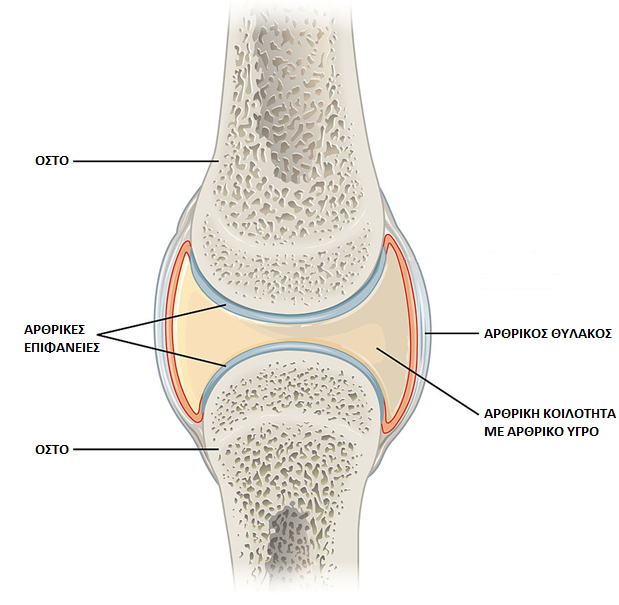 ΟΣΤΟ
ΑΡΘΡΙΚΕΣ
ΕΠΙΦΑΝΕΙΕΣ
ΑΡΘΡΙΚΟΣ ΘΥΛΑΚΟΣ
ΑΡΘΡΙΚΗ ΚΟΙΛΟΤΗΤΑ
ΜΕ ΑΡΘΡΙΚΟ ΥΓΡΟ
ΟΣΤΟ